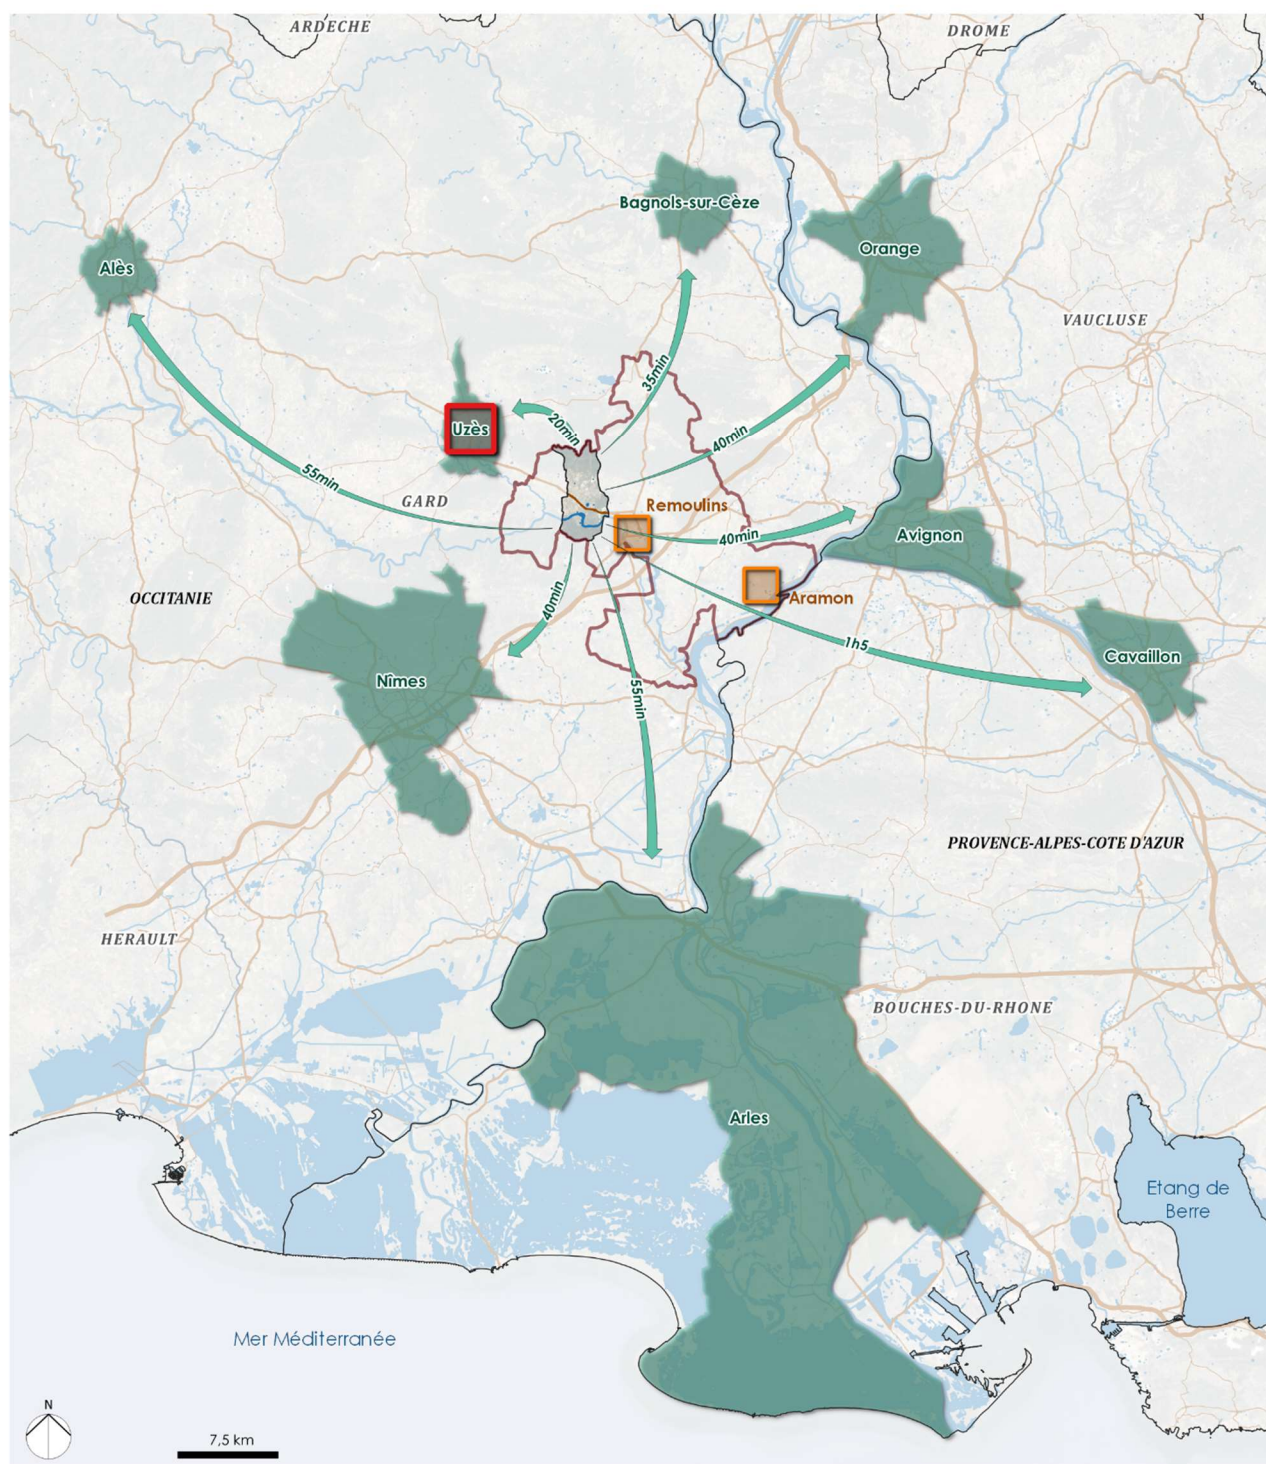 ARDECHE
DROME
Bagnols-sur-Cèze
Orange
Alès
VAUCLUSE
35min
Uzès
20min
40min
55min
GARD
Remoulins
40min
Avignon
OCCITANIE
40min
Aramon
1h5
Cavaillon
Nîmes
55min
PROVENCE-ALPES-COTE D'AZUR
HERAULT
BOUCHES-DU-RHONE
Arles
Etang de
Berre
Mer Méditerranée
N
7,5 km